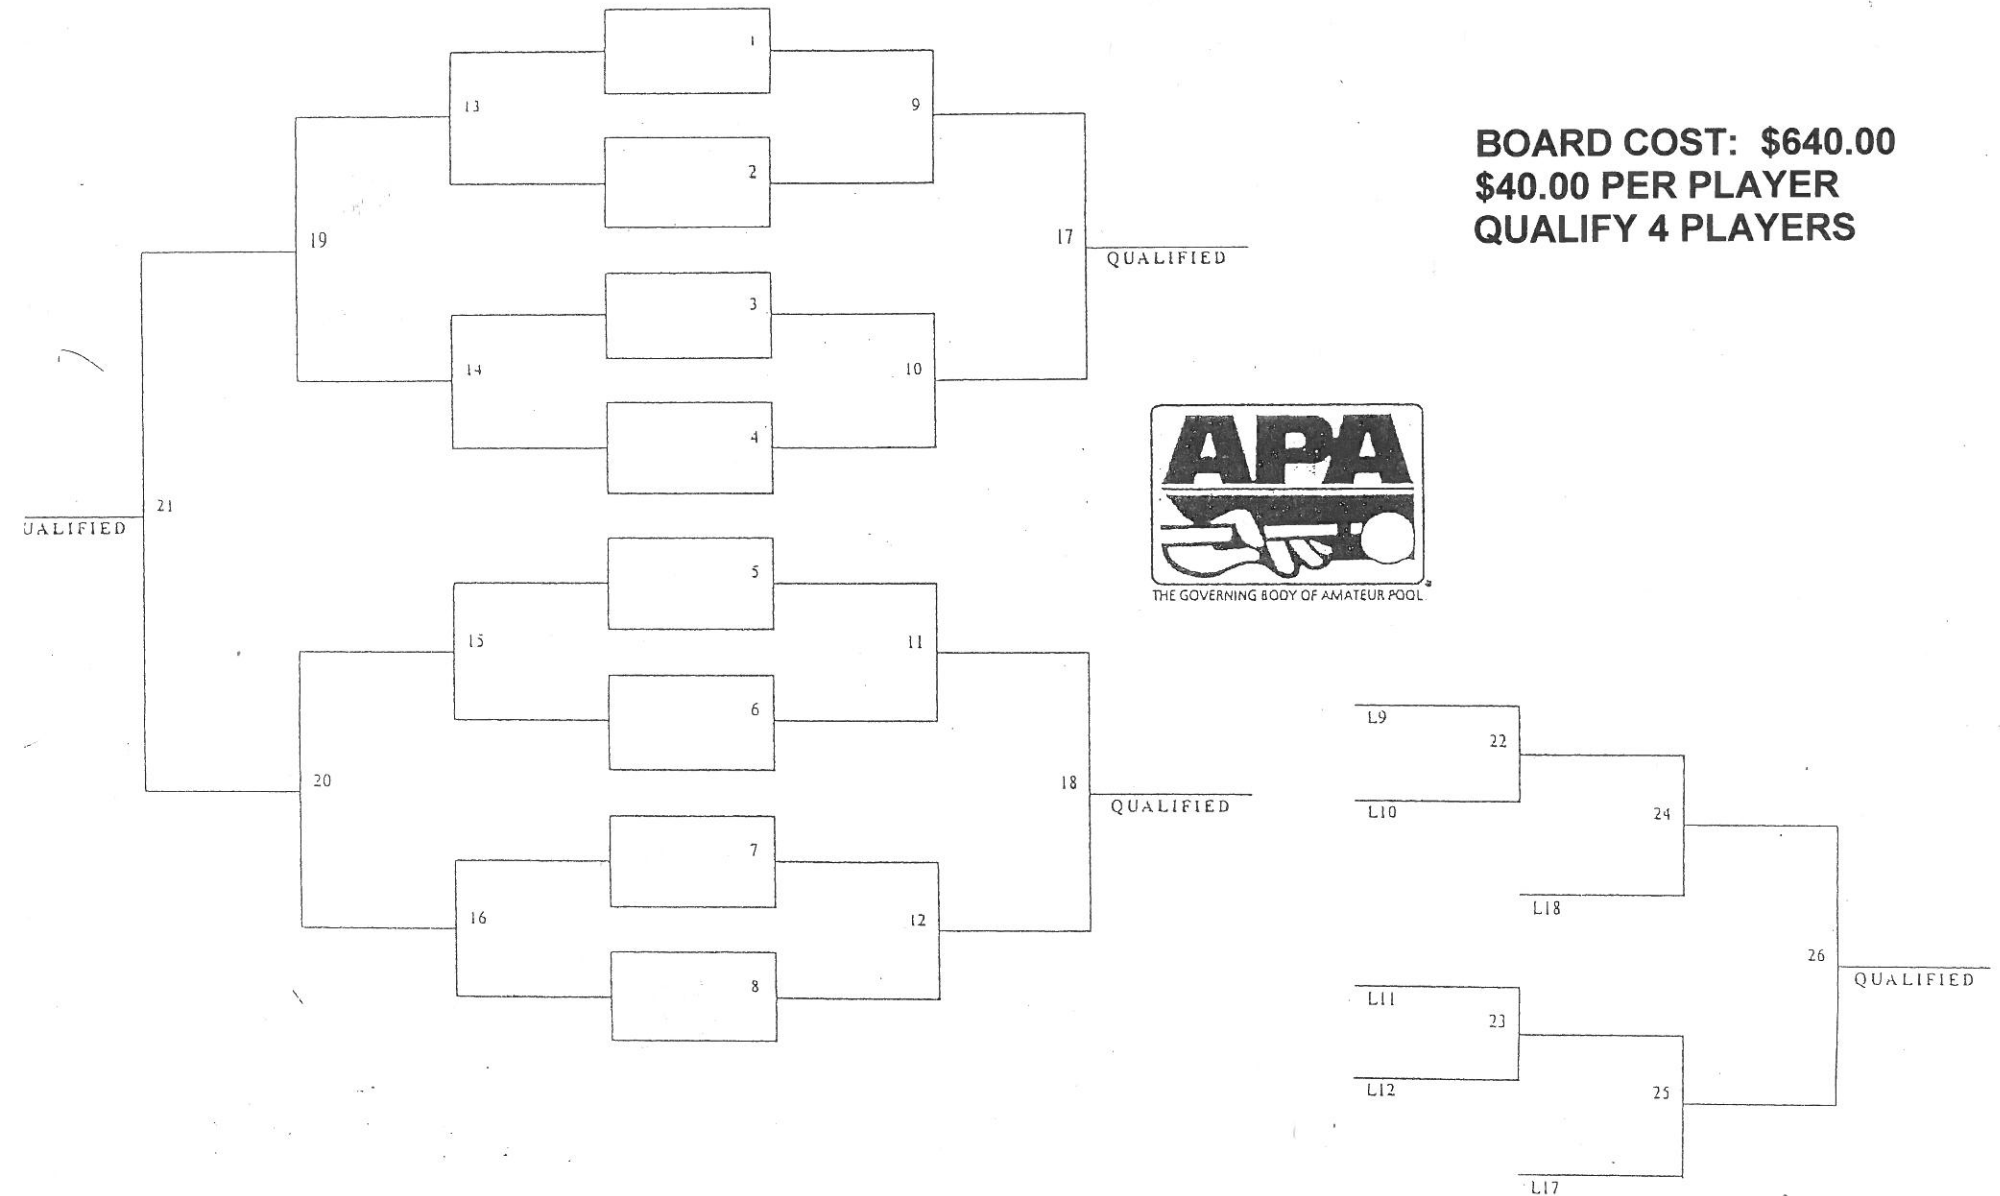 1
13
9
2
19
17
QUALIFIED
3
14
10
4
21
UALIFIED
5
15
11
6
20
18
QUALIFIED
7
16
12
8
BOARD COST: $640.00
$40.00 PER PLAYER
QUALIFY 4 PLAYERS
APA
THE GOVERNING BODY OF AMATEUR POOL
L9
22
L10
24
L18
26
QUALIFIED
L11
23
L12
25
L17